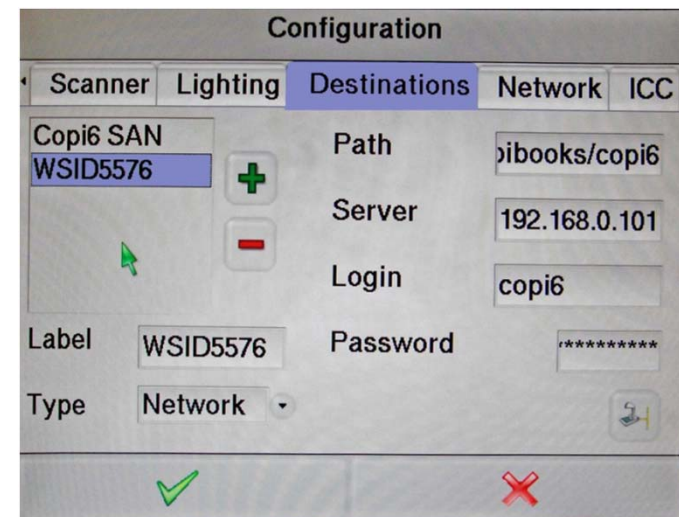 Configuration
Scanner Lighting Destinations Network ICC
Copi6 SAN
WSID5576
Path
pibooks/copi6
Server
192.168.0.101
Login
copi6
Label WSID5576
Password **********
Type Network